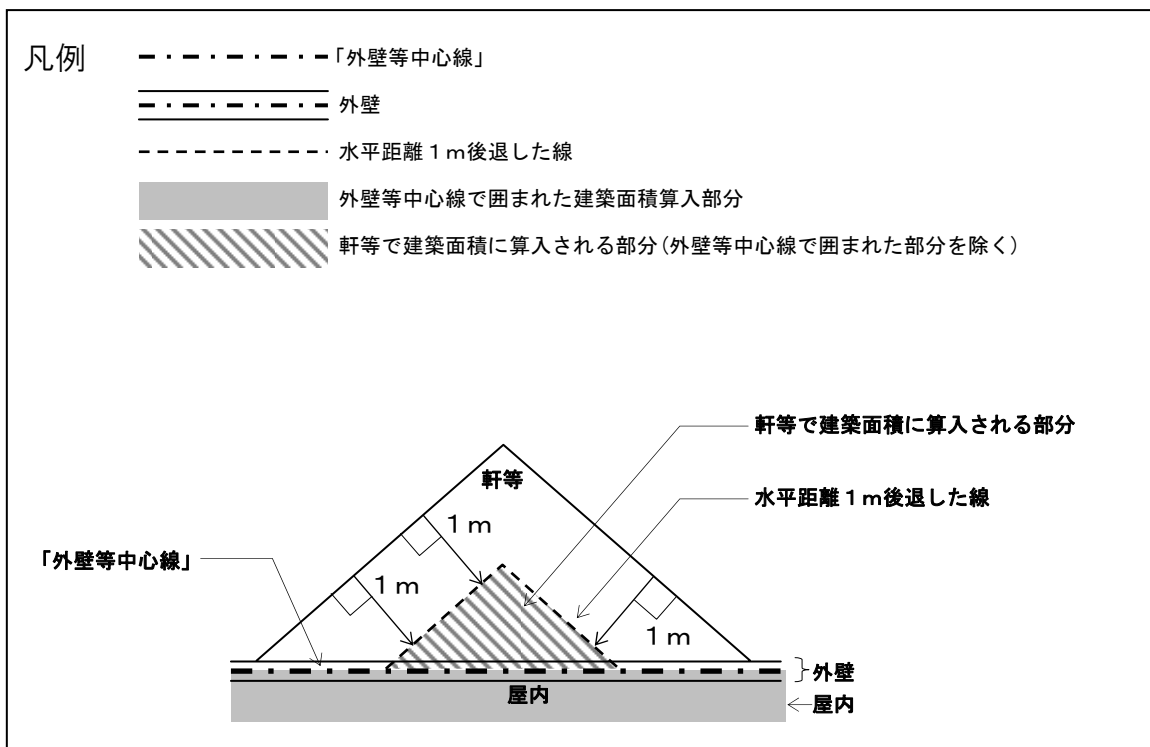 凡例
「外壁等中心線」
外壁
水平距離１ｍ後退した線
外壁等中心線で囲まれた建築面積算入部分
軒等で建築面積に算入される部分(外壁等中心線で囲まれた部分を除く)
軒等で建築面積に算入される部分
軒等
水平距離１ｍ後退した線
１ｍ
「外壁等中心線」
１ｍ
１ｍ
外壁
屋内
屋内